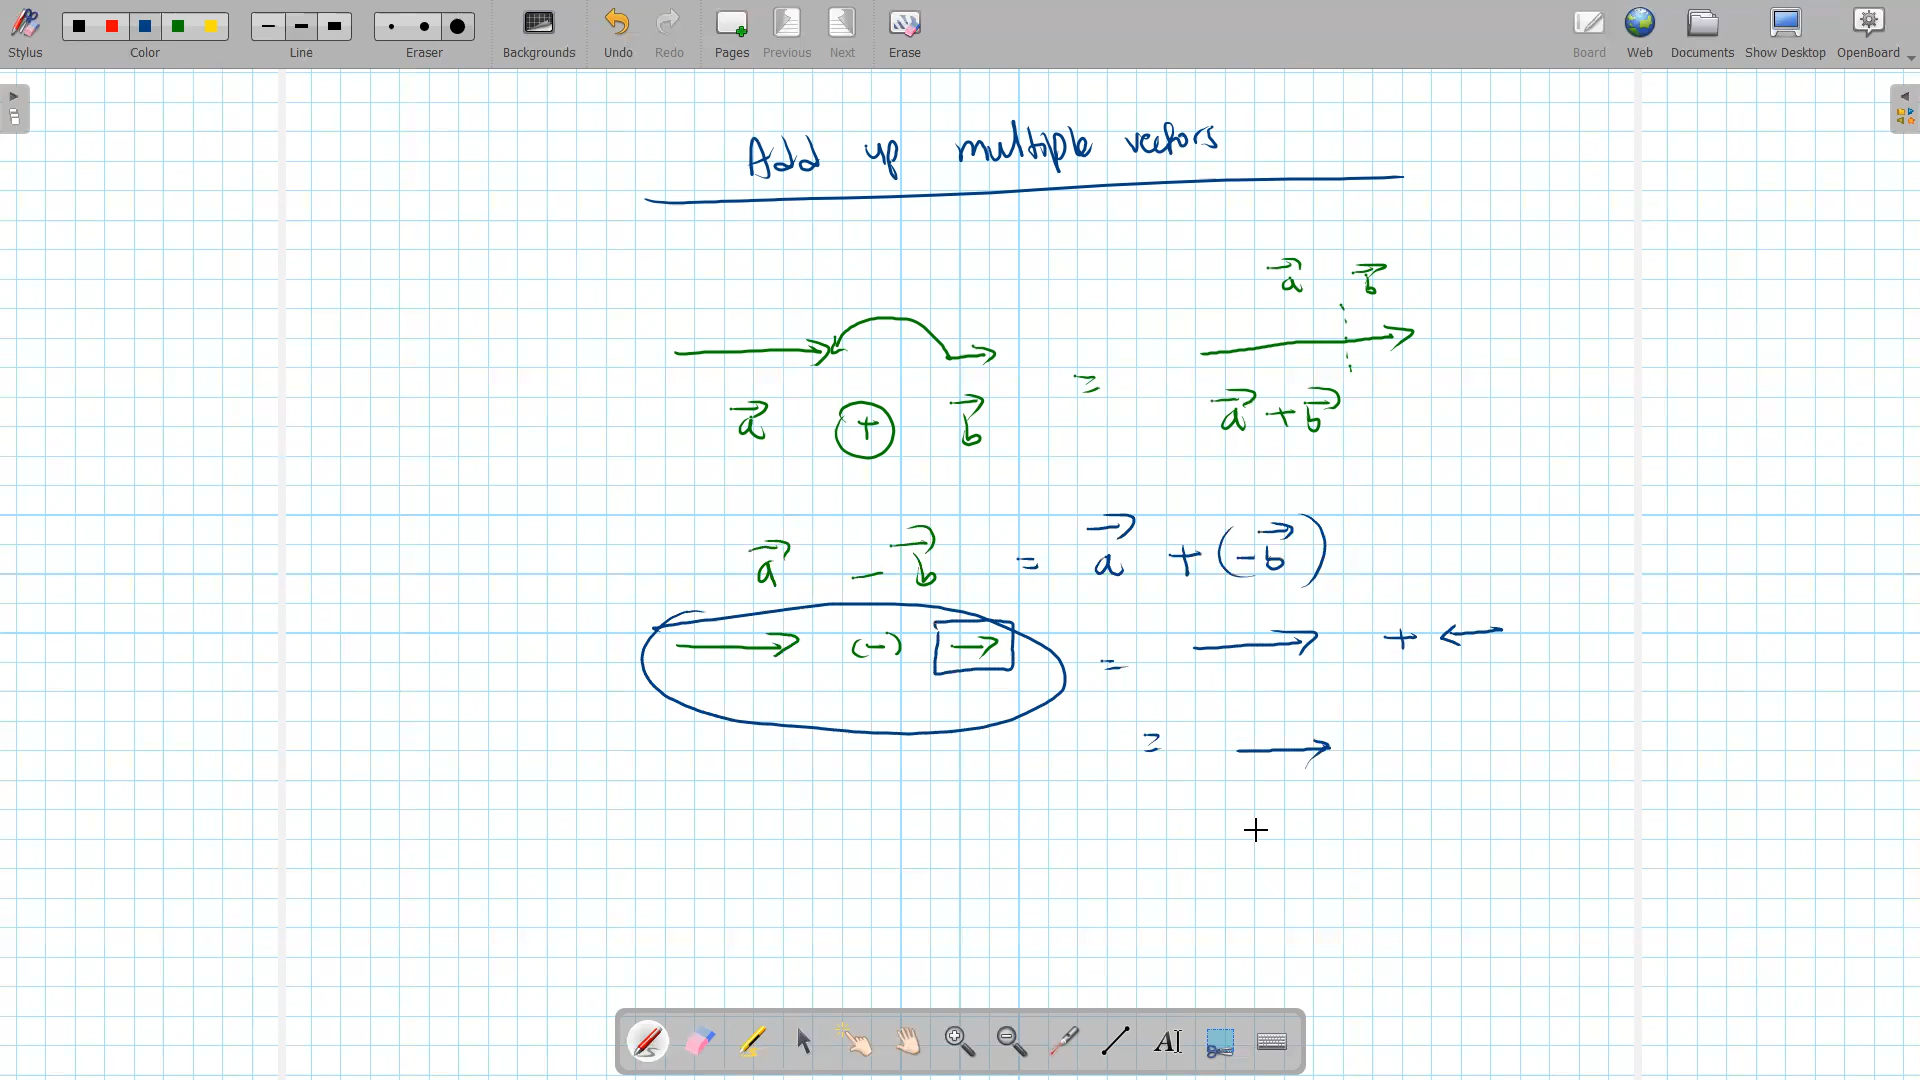 Stylus Color Line Eraser Backgrounds Undo Redo Pages Previous Next Erase Board Web Documents Show Desktop OpenBoard
Add up multiple vectors
a⃗ b⃗
=
a⃗ + b⃗ a⃗ + b⃗
a⃗ - b⃗ = a⃗ + (-b⃗)
→ (-) → = → + ←
= →